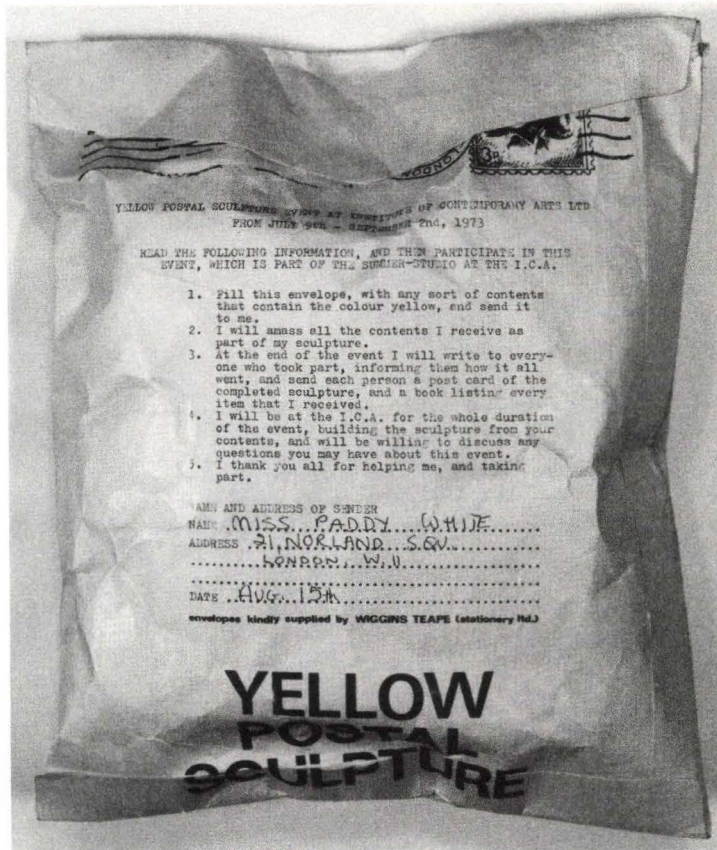 LONDON
3P
YELLOW POSTAL SCULPTURE EVENT AT INSTITUTE OF CONTEMPORARY ARTS LTD
FROM JULY 9th - SEPTEMBER 2nd, 1973
READ THE FOLLOWING INFORMATION, AND THEN PARTICIPATE IN THIS
EVENT, WHICH IS PART OF THE SUMMER-STUDIO AT THE I.C.A.
1. Fill this envelope, with any sort of contents
that contain the colour yellow, and send it
to me.
2. I will amass all the contents I receive as
part of my sculpture.
3. At the end of the event I will write to every-
one who took part, informing them how it all
went, and send each person a post card of the
completed sculpture, and a book listing every
item that I received.
4. I will be at the I.C.A. for the whole duration
of the event, building the sculpture from your
contents, and will be willing to discuss any
questions you may have about this event.
5. I thank you all for helping me, and taking
part.
NAME AND ADDRESS OF SENDER
NAME MISS PADDY WHITE
ADDRESS 21, NORLAND SQU.
LONDON. W.11
DATE AUG. 15th
envelopes kindly supplied by WIGGINS TEAPE (stationery ltd.)
YELLOW
POSTAL
SCULPTURE